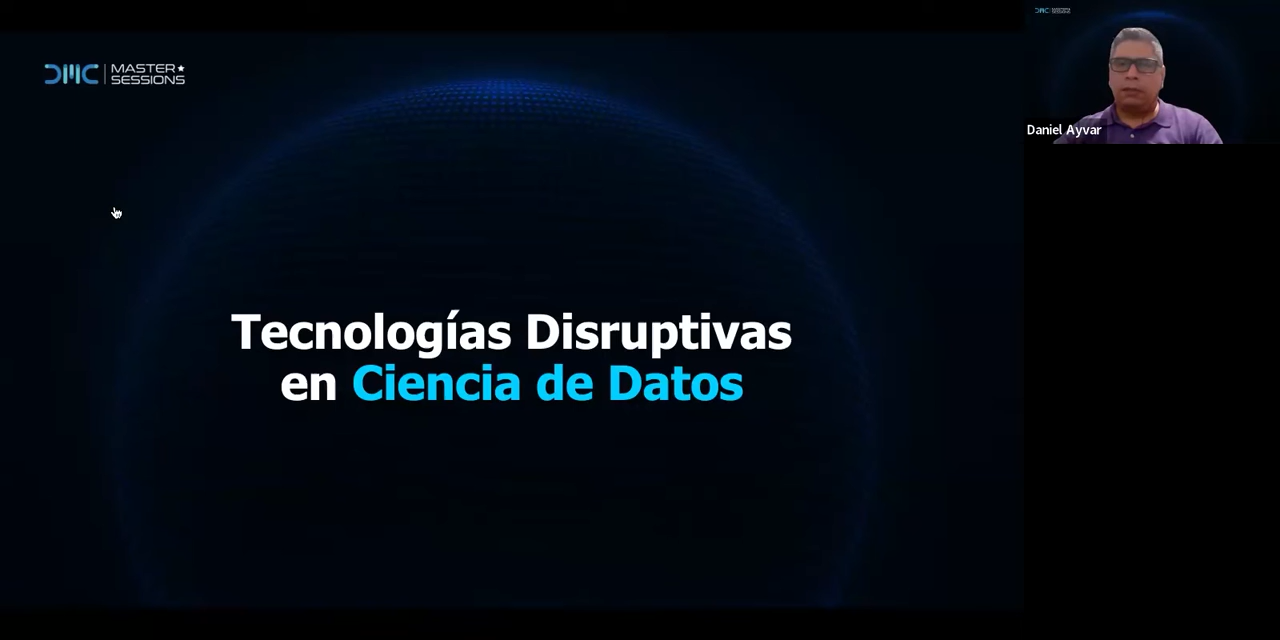 DMC | MASTER
SESSIONS
Daniel Ayvar
Tecnologías Disruptivas
en Ciencia de Datos